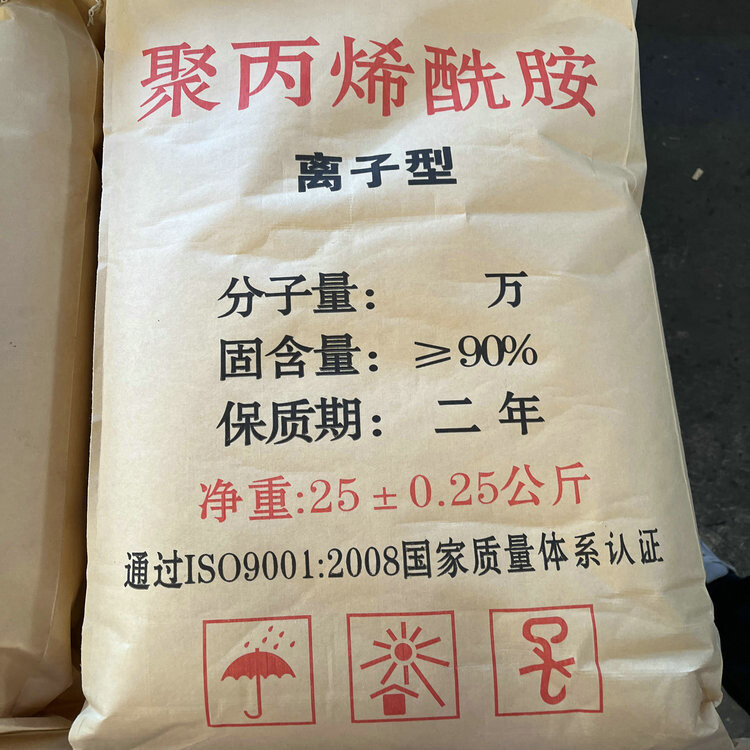 聚丙烯酰胺
离子型
分子量： 万
固含量：≥90%
保质期：二年
净重:25±0.25公斤
通过ISO9001:2008国家质量体系认证